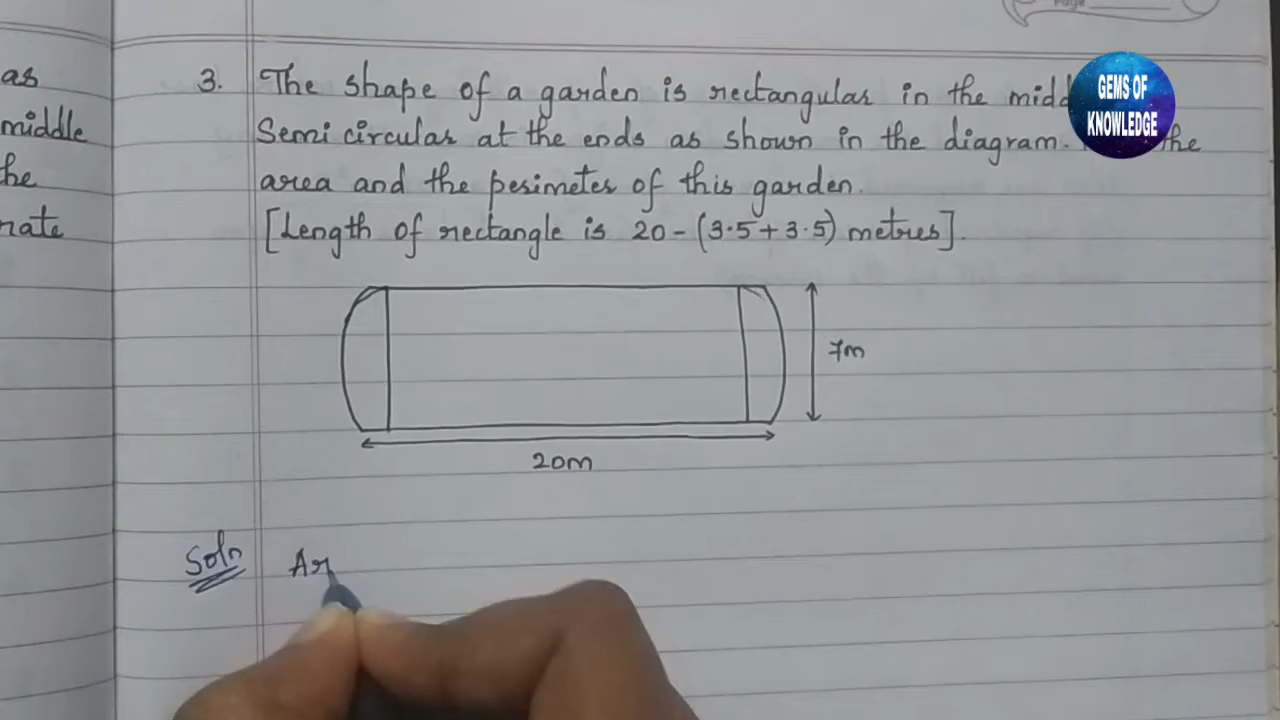 as
middle
he
nate
3. The shape of a garden is rectangular in the midd
Semi circular at the ends as shown in the diagram. the
area and the perimeter of this garden.
[Length of rectangle is 20-(3.5+3.5) metres].
7m
20m
Soln Ar
GEMS OF
KNOWLEDGE